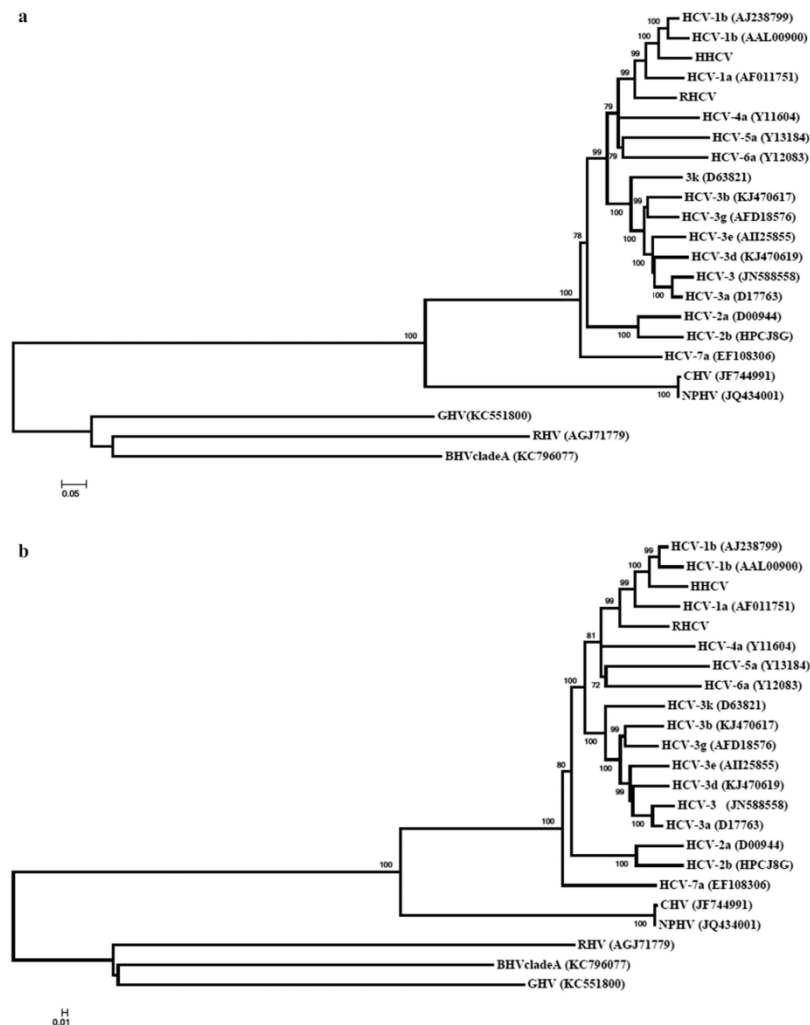 a
100
HCV-1b (AJ238799)
100
HCV-1b (AAL00900)
100
HHCV
99
HCV-1a (AF011751)
99
RHCV
79
HCV-4a (Y11604)
HCV-5a (Y13184)
99
79
HCV-6a (Y12083)
3k (D63821)
99
HCV-3b (KJ470617)
100
HCV-3g (AFD18576)
78
100
HCV-3e (AII25855)
100
HCV-3d (KJ470619)
HCV-3 (JN588558)
100
100
HCV-3a (D17763)
HCV-2a (D00944)
100
100
HCV-2b (HPCJ8G)
HCV-7a (EF108306)
CHV (JF744991)
100
NPHV (JQ434001)
GHV(KC551800)
RHV (AGJ71779)
BHVcladeA (KC796077)
0.05
b
HCV-1b (AJ238799)
99
100
HCV-1b (AAL00900)
99
HHCV
99
HCV-1a (AF011751)
RHCV
81
HCV-4a (Y11604)
100
HCV-5a (Y13184)
72
HCV-6a (Y12083)
HCV-3k (D63821)
99
HCV-3b (KJ470617)
100
HCV-3g (AFD18576)
100
80
HCV-3e (AII25855)
99
HCV-3d (KJ470619)
HCV-3 (JN588558)
100
100
HCV-3a (D17763)
HCV-2a (D00944)
100
100
HCV-2b (HPCJ8G)
HCV-7a (EF108306)
CHV (JF744991)
100
NPHV (JQ434001)
RHV (AGJ71779)
BHVcladeA (KC796077)
GHV (KC551800)
0.01